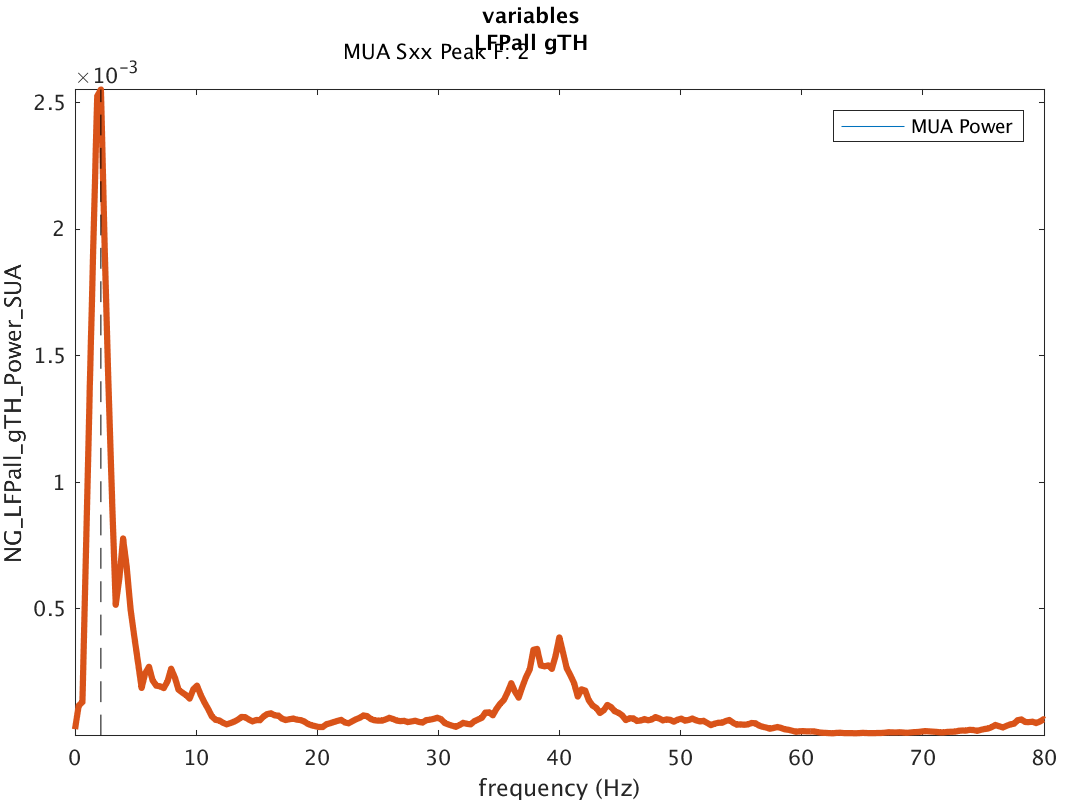 variables
LFPall gTH
MUA Sxx Peak F: 2
×10-3
MUA Power
2.5
2
1.5
1
0.5
NG_LFPall_gTH_Power_SUA
0 10 20 30 40 50 60 70 80
frequency (Hz)